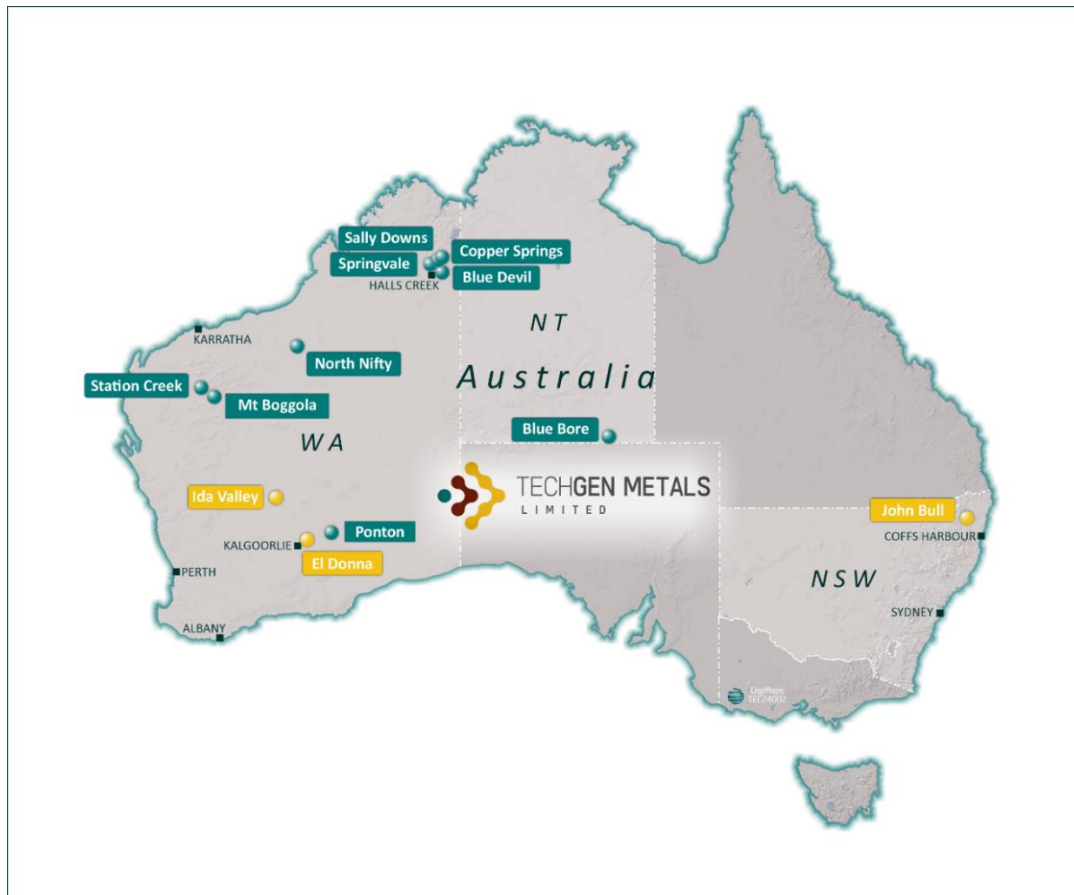 Sally Downs
Copper Springs
Springvale
Blue Devil
HALLS CREEK
NT
KARRATHA
North Nifty
Australia
Station Creek
Mt Boggola
Blue Bore
WA
TECHGEN METALS
LIMITED
Ida Valley
John Bull
Ponton
KALGOORLIE
COFFS HARBOUR
El Donna
PERTH
NSW
SYDNEY
ALBANY
DigiMaps
TEC24002